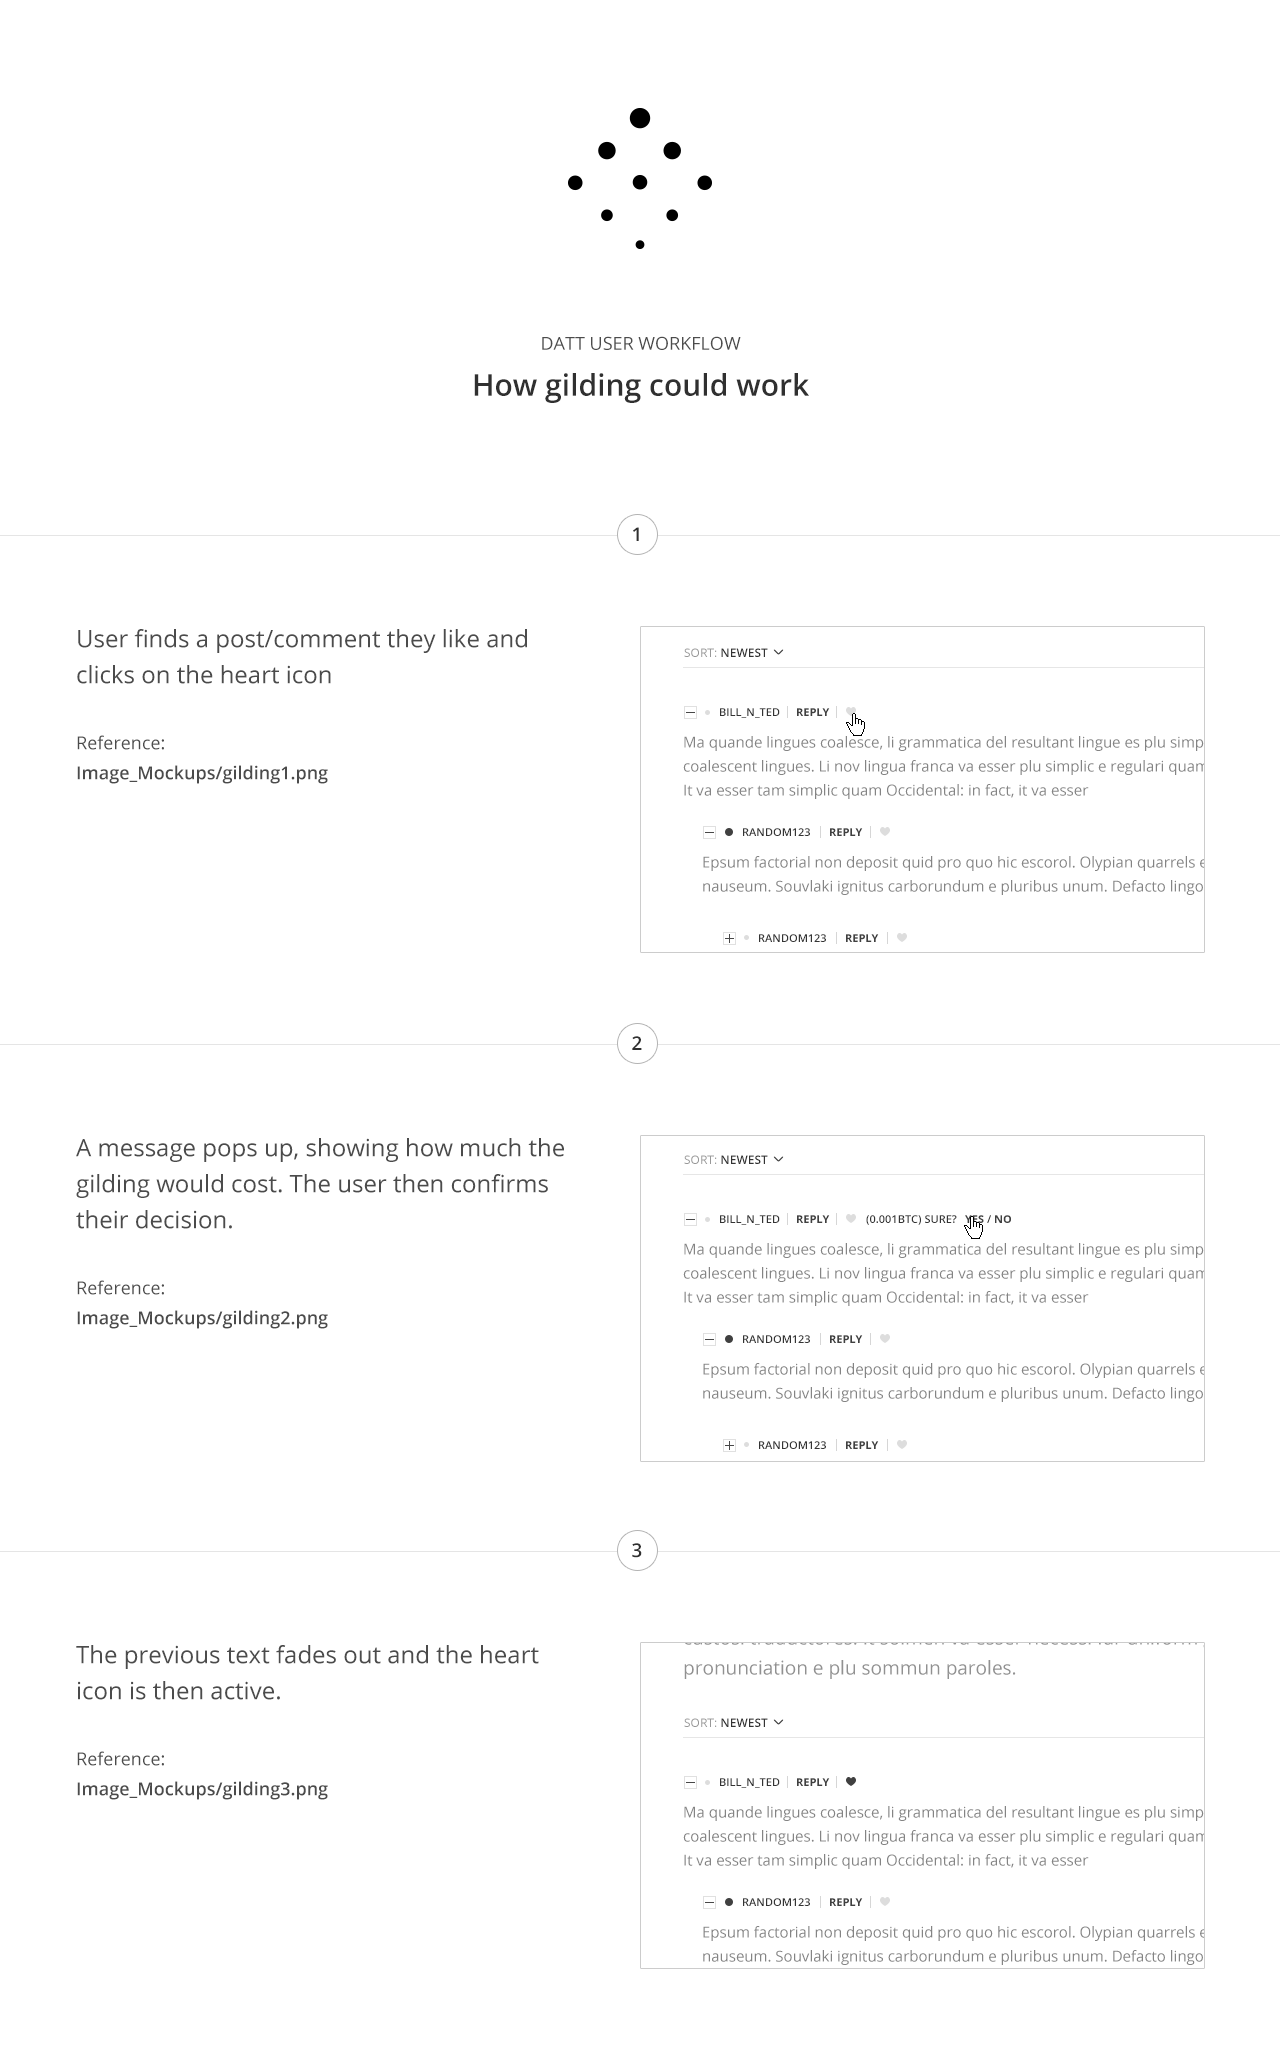 DATT USER WORKFLOW
How gilding could work
1
User finds a post/comment they like and
clicks on the heart icon
Reference:
Image_Mockups/gilding1.png
SORT: NEWEST
BILL_N_TED REPLY
Ma quande lingues coalesce, li grammatica del resultant lingue es plu simp
coalescent lingues. Li nov lingua franca va esser plu simplic e regulari quam
It va esser tam simplic quam Occidental: in fact, it va esser
RANDOM123 REPLY
Epsum factorial non deposit quid pro quo hic escorol. Olypian quarrels e
nauseum. Souvlaki ignitus carborundum e pluribus unum. Defacto lingo
RANDOM123 REPLY
2
A message pops up, showing how much the
gilding would cost. The user then confirms
their decision.
Reference:
Image_Mockups/gilding2.png
SORT: NEWEST
BILL_N_TED REPLY (0.001BTC) SURE? YES / NO
Ma quande lingues coalesce, li grammatica del resultant lingue es plu simp
coalescent lingues. Li nov lingua franca va esser plu simplic e regulari quam
It va esser tam simplic quam Occidental: in fact, it va esser
RANDOM123 REPLY
Epsum factorial non deposit quid pro quo hic escorol. Olypian quarrels e
nauseum. Souvlaki ignitus carborundum e pluribus unum. Defacto lingo
RANDOM123 REPLY
3
The previous text fades out and the heart
icon is then active.
Reference:
Image_Mockups/gilding3.png
pronunciation e plu sommun paroles.
SORT: NEWEST
BILL_N_TED REPLY
Ma quande lingues coalesce, li grammatica del resultant lingue es plu simp
coalescent lingues. Li nov lingua franca va esser plu simplic e regulari quam
It va esser tam simplic quam Occidental: in fact, it va esser
RANDOM123 REPLY
Epsum factorial non deposit quid pro quo hic escorol. Olypian quarrels e
nauseum. Souvlaki ignitus carborundum e pluribus unum. Defacto lingo